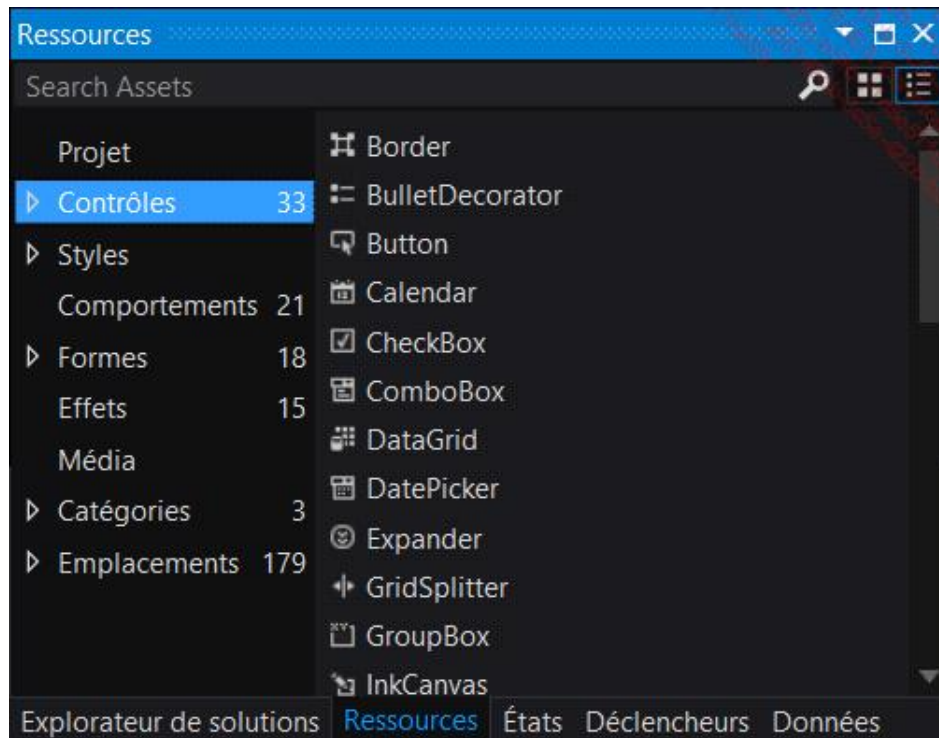 Ressources
Search Assets
Projet
Contrôles 33
Styles
Comportements 21
Formes 18
Effets 15
Média
Catégories 3
Emplacements 179
Border
BulletDecorator
Button
Calendar
CheckBox
ComboBox
DataGrid
DatePicker
Expander
GridSplitter
GroupBox
InkCanvas
Explorateur de solutions Ressources États Déclencheurs Données